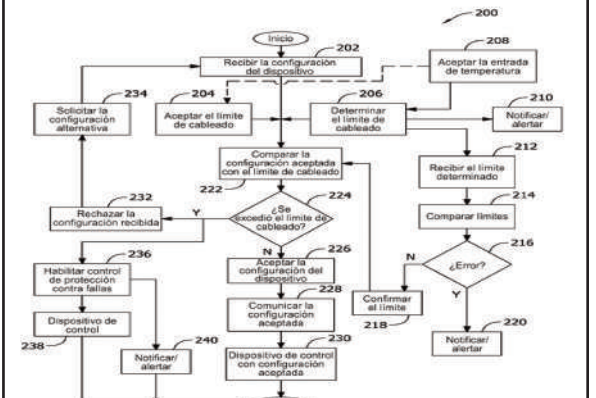 200
Inicio
202
Recibir la configuración
del dispositivo
208
Aceptar la entrada
de temperatura
234
Solicitar la
configuración
alternativa
204
Aceptar el límite
de cableado
206
Determinar
el límite de
cableado
210
Notificar/
alertar
212
Recibir el límite
determinado
Comparar la
configuración aceptada
con el límite de cableado
222
214
Comparar límites
224
¿Se
excedió el límite de
cableado?
Y
N
232
Rechazar la
configuración recibida
216
¿Error?
N
Y
226
Aceptar la
configuración del
dispositivo
236
Habilitar control
de protección
contra fallas
228
Comunicar la
configuración
aceptada
Confirmar
el límite
218
220
Notificar/
alertar
Dispositivo de
control
238
240
Notificar/
alertar
230
Dispositivo de control
con configuración
aceptada